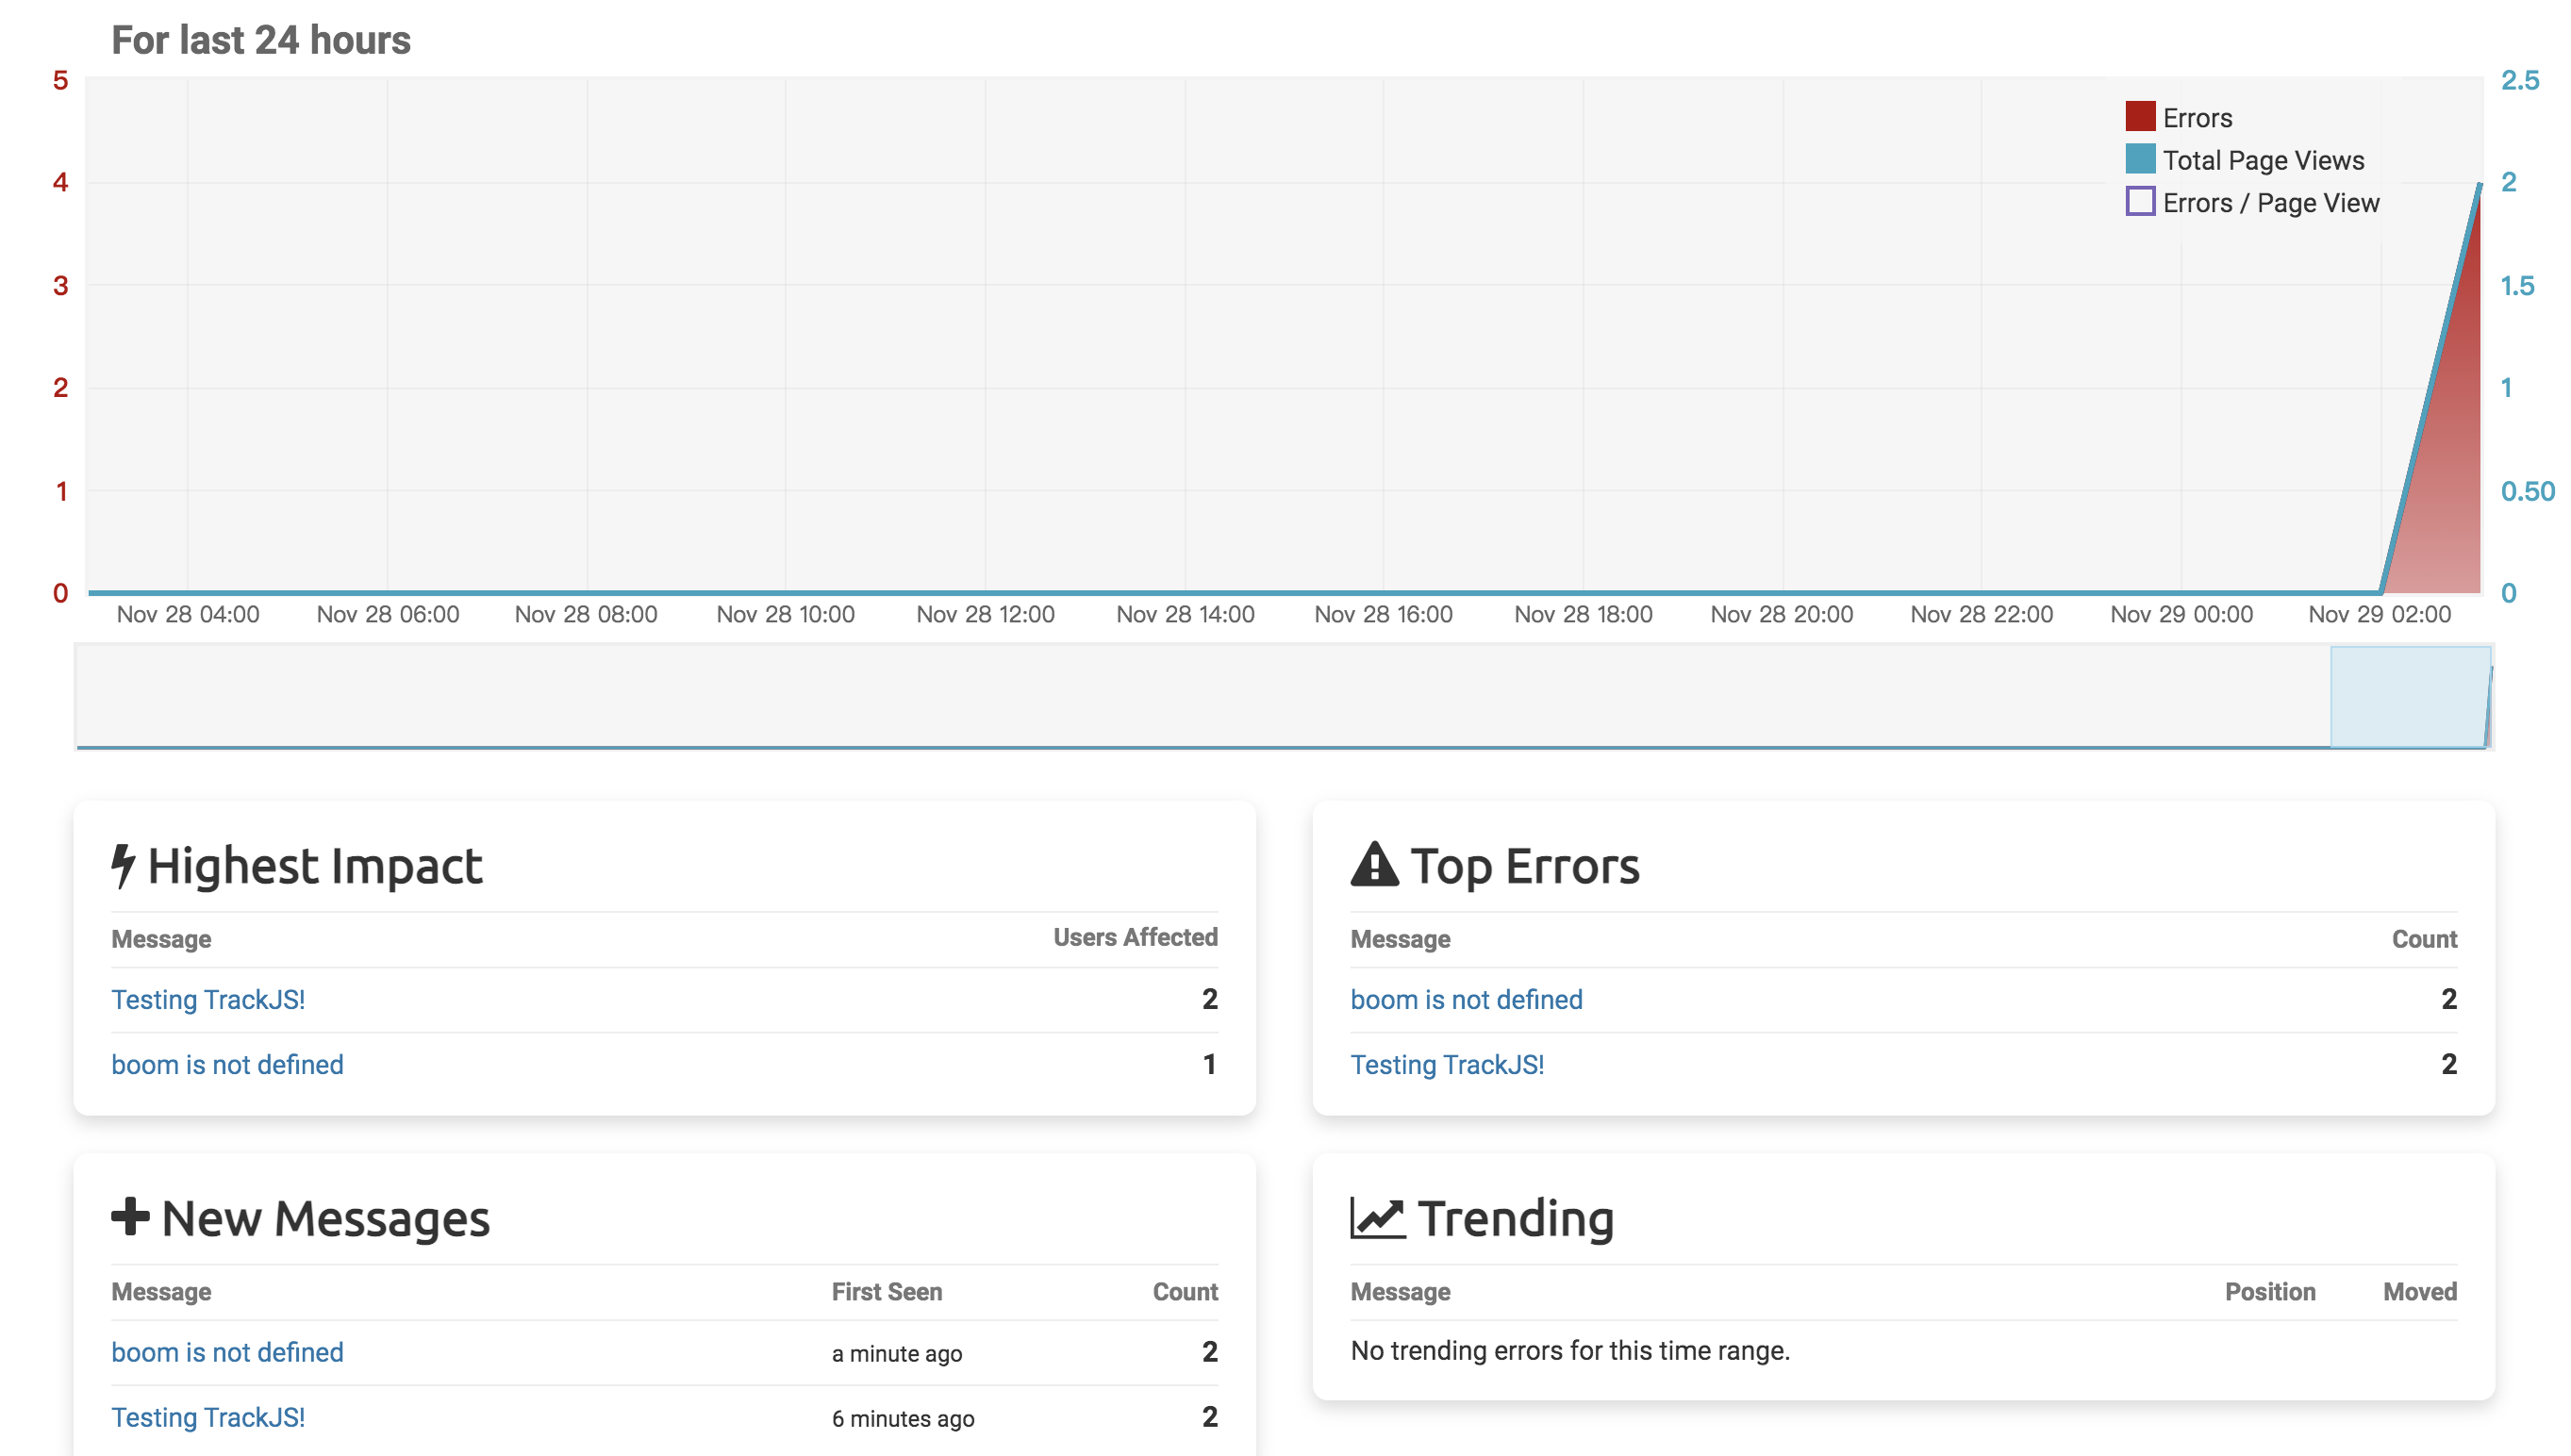 For last 24 hours
5
4
3
2
1
0
2.5
2
1.5
1
0.50
0
Errors
Total Page Views
Errors / Page View
Nov 28 04:00 Nov 28 06:00 Nov 28 08:00 Nov 28 10:00 Nov 28 12:00 Nov 28 14:00 Nov 28 16:00 Nov 28 18:00 Nov 28 20:00 Nov 28 22:00 Nov 29 00:00 Nov 29 02:00
Highest Impact
Message Users Affected
Testing TrackJS! 2
boom is not defined 1
Top Errors
Message Count
boom is not defined 2
Testing TrackJS! 2
New Messages
Message First Seen Count
boom is not defined a minute ago 2
Testing TrackJS! 6 minutes ago 2
Trending
Message Position Moved
No trending errors for this time range.